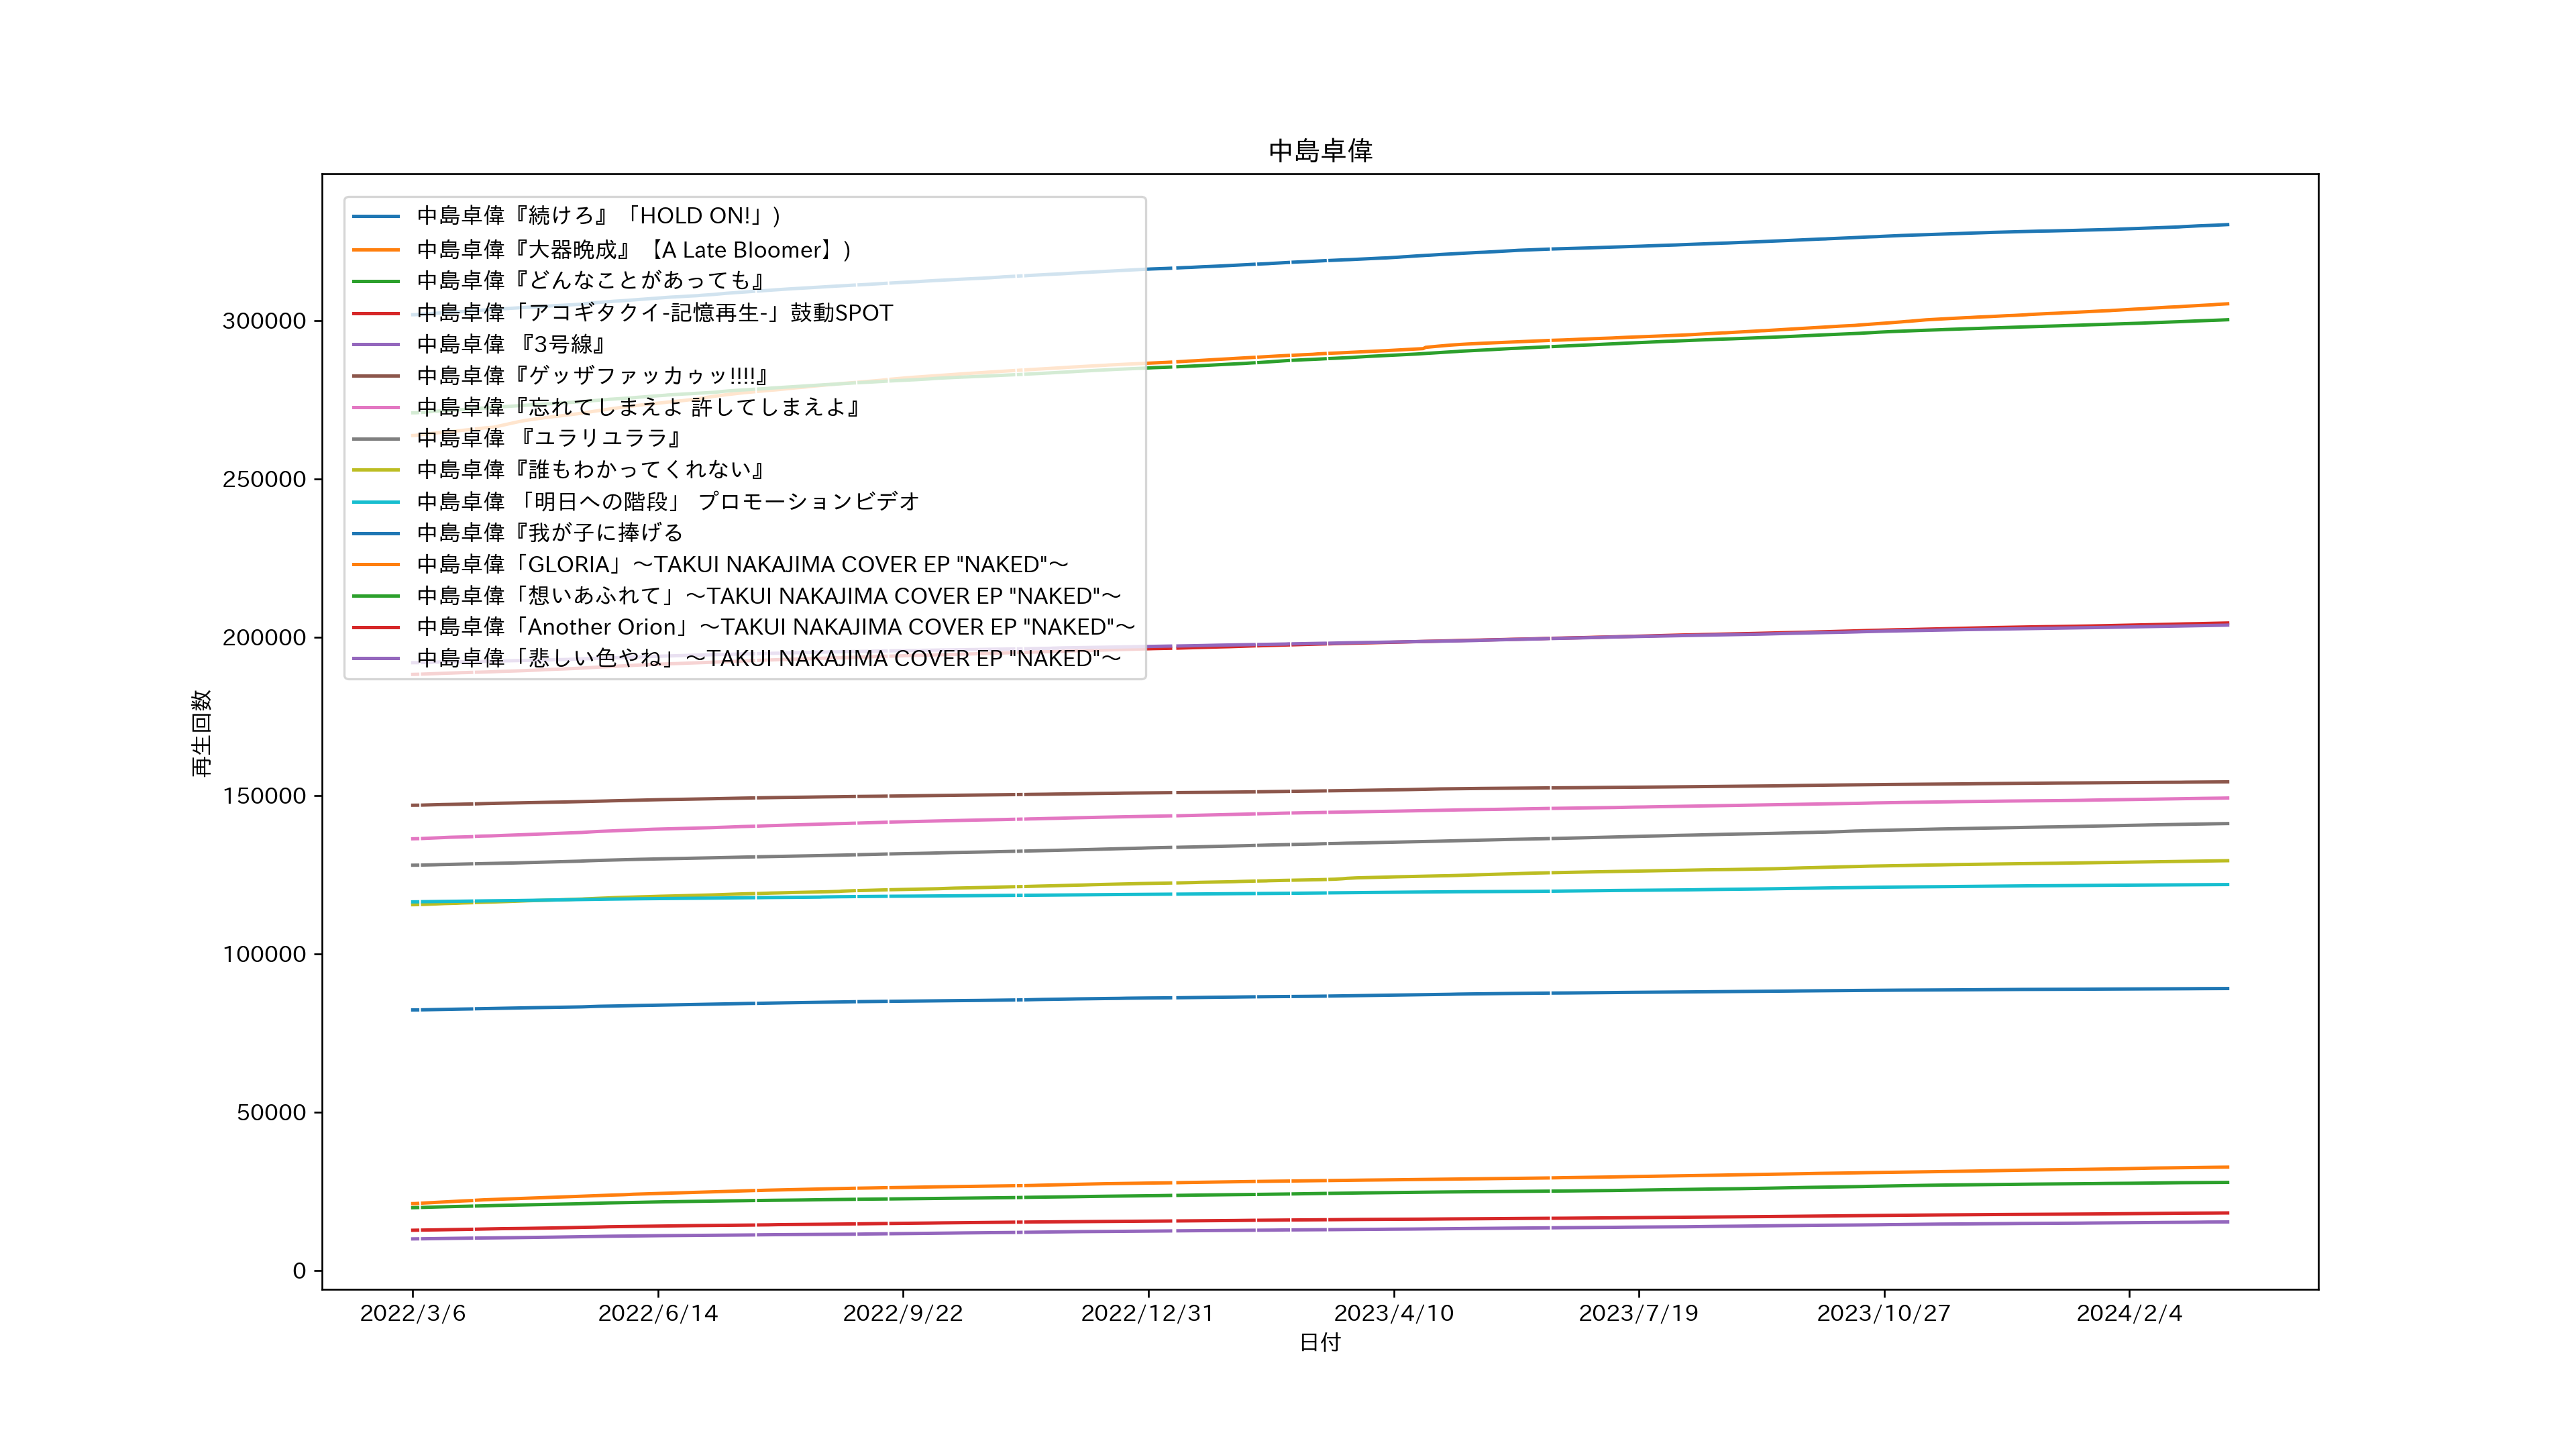 中島卓偉
中島卓偉『続けろ』「HOLD ON!」)
中島卓偉『大器晩成』【A Late Bloomer】)
中島卓偉『どんなことがあっても』
中島卓偉「アコギタクイ-記憶再生-」鼓動SPOT
中島卓偉 『3号線』
中島卓偉『ゲッザファッカゥッ!!!!』
中島卓偉『忘れてしまえよ 許してしまえよ』
中島卓偉 『ユラリユララ』
中島卓偉『誰もわかってくれない』
中島卓偉 「明日への階段」 プロモーションビデオ
中島卓偉『我が子に捧げる
中島卓偉「GLORIA」〜TAKUI NAKAJIMA COVER EP "NAKED"〜
中島卓偉「想いあふれて」〜TAKUI NAKAJIMA COVER EP "NAKED"〜
中島卓偉「Another Orion」〜TAKUI NAKAJIMA COVER EP "NAKED"〜
中島卓偉「悲しい色やね」〜TAKUI NAKAJIMA COVER EP "NAKED"〜
再生回数
300000
250000
200000
150000
100000
50000
0
2022/3/6 2022/6/14 2022/9/22 2022/12/31 2023/4/10 2023/7/19 2023/10/27 2024/2/4
日付